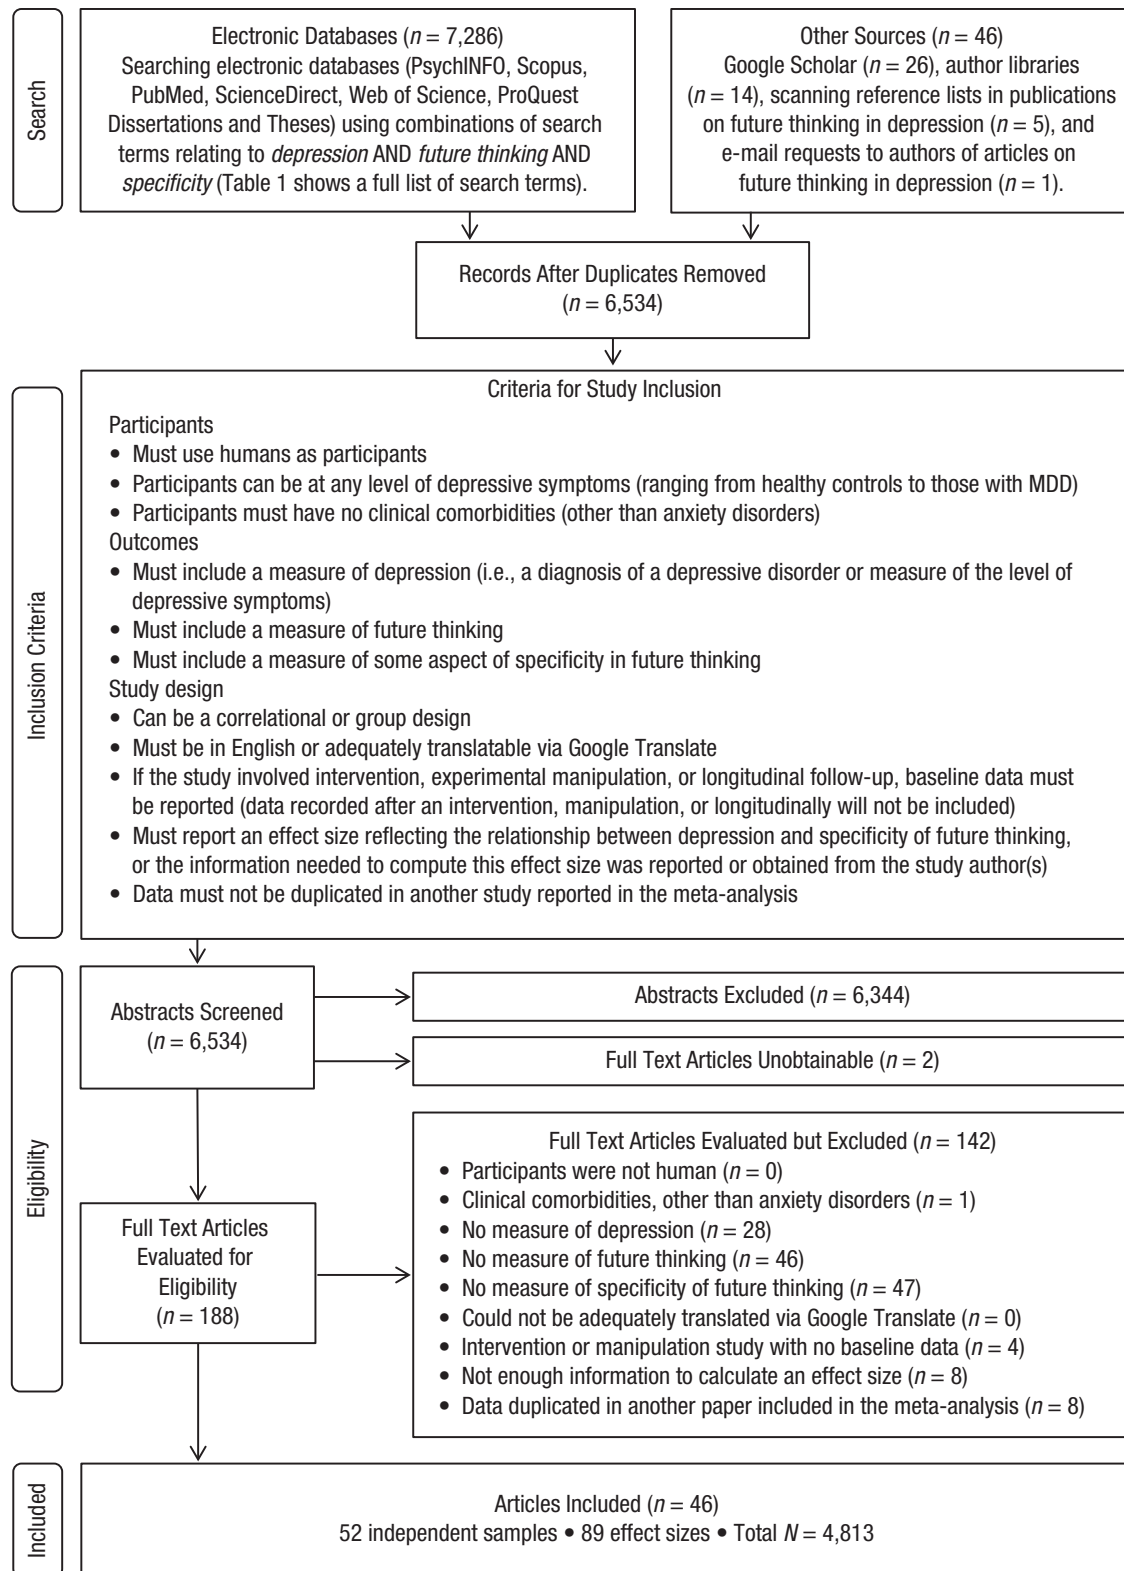 Search
Electronic Databases (n = 7,286)
Searching electronic databases (PsychINFO, Scopus,
PubMed, ScienceDirect, Web of Science, ProQuest
Dissertations and Theses) using combinations of search
terms relating to depression AND future thinking AND
specificity (Table 1 shows a full list of search terms).
Other Sources (n = 46)
Google Scholar (n = 26), author libraries
(n = 14), scanning reference lists in publications
on future thinking in depression (n = 5), and
e-mail requests to authors of articles on
future thinking in depression (n = 1).
Records After Duplicates Removed
(n = 6,534)
Inclusion Criteria
Criteria for Study Inclusion
Participants
• Must use humans as participants
• Participants can be at any level of depressive symptoms (ranging from healthy controls to those with MDD)
• Participants must have no clinical comorbidities (other than anxiety disorders)
Outcomes
• Must include a measure of depression (i.e., a diagnosis of a depressive disorder or measure of the level of
depressive symptoms)
• Must include a measure of future thinking
• Must include a measure of some aspect of specificity in future thinking
Study design
• Can be a correlational or group design
• Must be in English or adequately translatable via Google Translate
• If the study involved intervention, experimental manipulation, or longitudinal follow-up, baseline data must
be reported (data recorded after an intervention, manipulation, or longitudinally will not be included)
• Must report an effect size reflecting the relationship between depression and specificity of future thinking,
or the information needed to compute this effect size was reported or obtained from the study author(s)
• Data must not be duplicated in another study reported in the meta-analysis
Eligibility
Abstracts Screened
(n = 6,534)
Abstracts Excluded (n = 6,344)
Full Text Articles Unobtainable (n = 2)
Full Text Articles
Evaluated for
Eligibility
(n = 188)
Full Text Articles Evaluated but Excluded (n = 142)
• Participants were not human (n = 0)
• Clinical comorbidities, other than anxiety disorders (n = 1)
• No measure of depression (n = 28)
• No measure of future thinking (n = 46)
• No measure of specificity of future thinking (n = 47)
• Could not be adequately translated via Google Translate (n = 0)
• Intervention or manipulation study with no baseline data (n = 4)
• Not enough information to calculate an effect size (n = 8)
• Data duplicated in another paper included in the meta-analysis (n = 8)
Included
Articles Included (n = 46)
52 independent samples • 89 effect sizes • Total N = 4,813